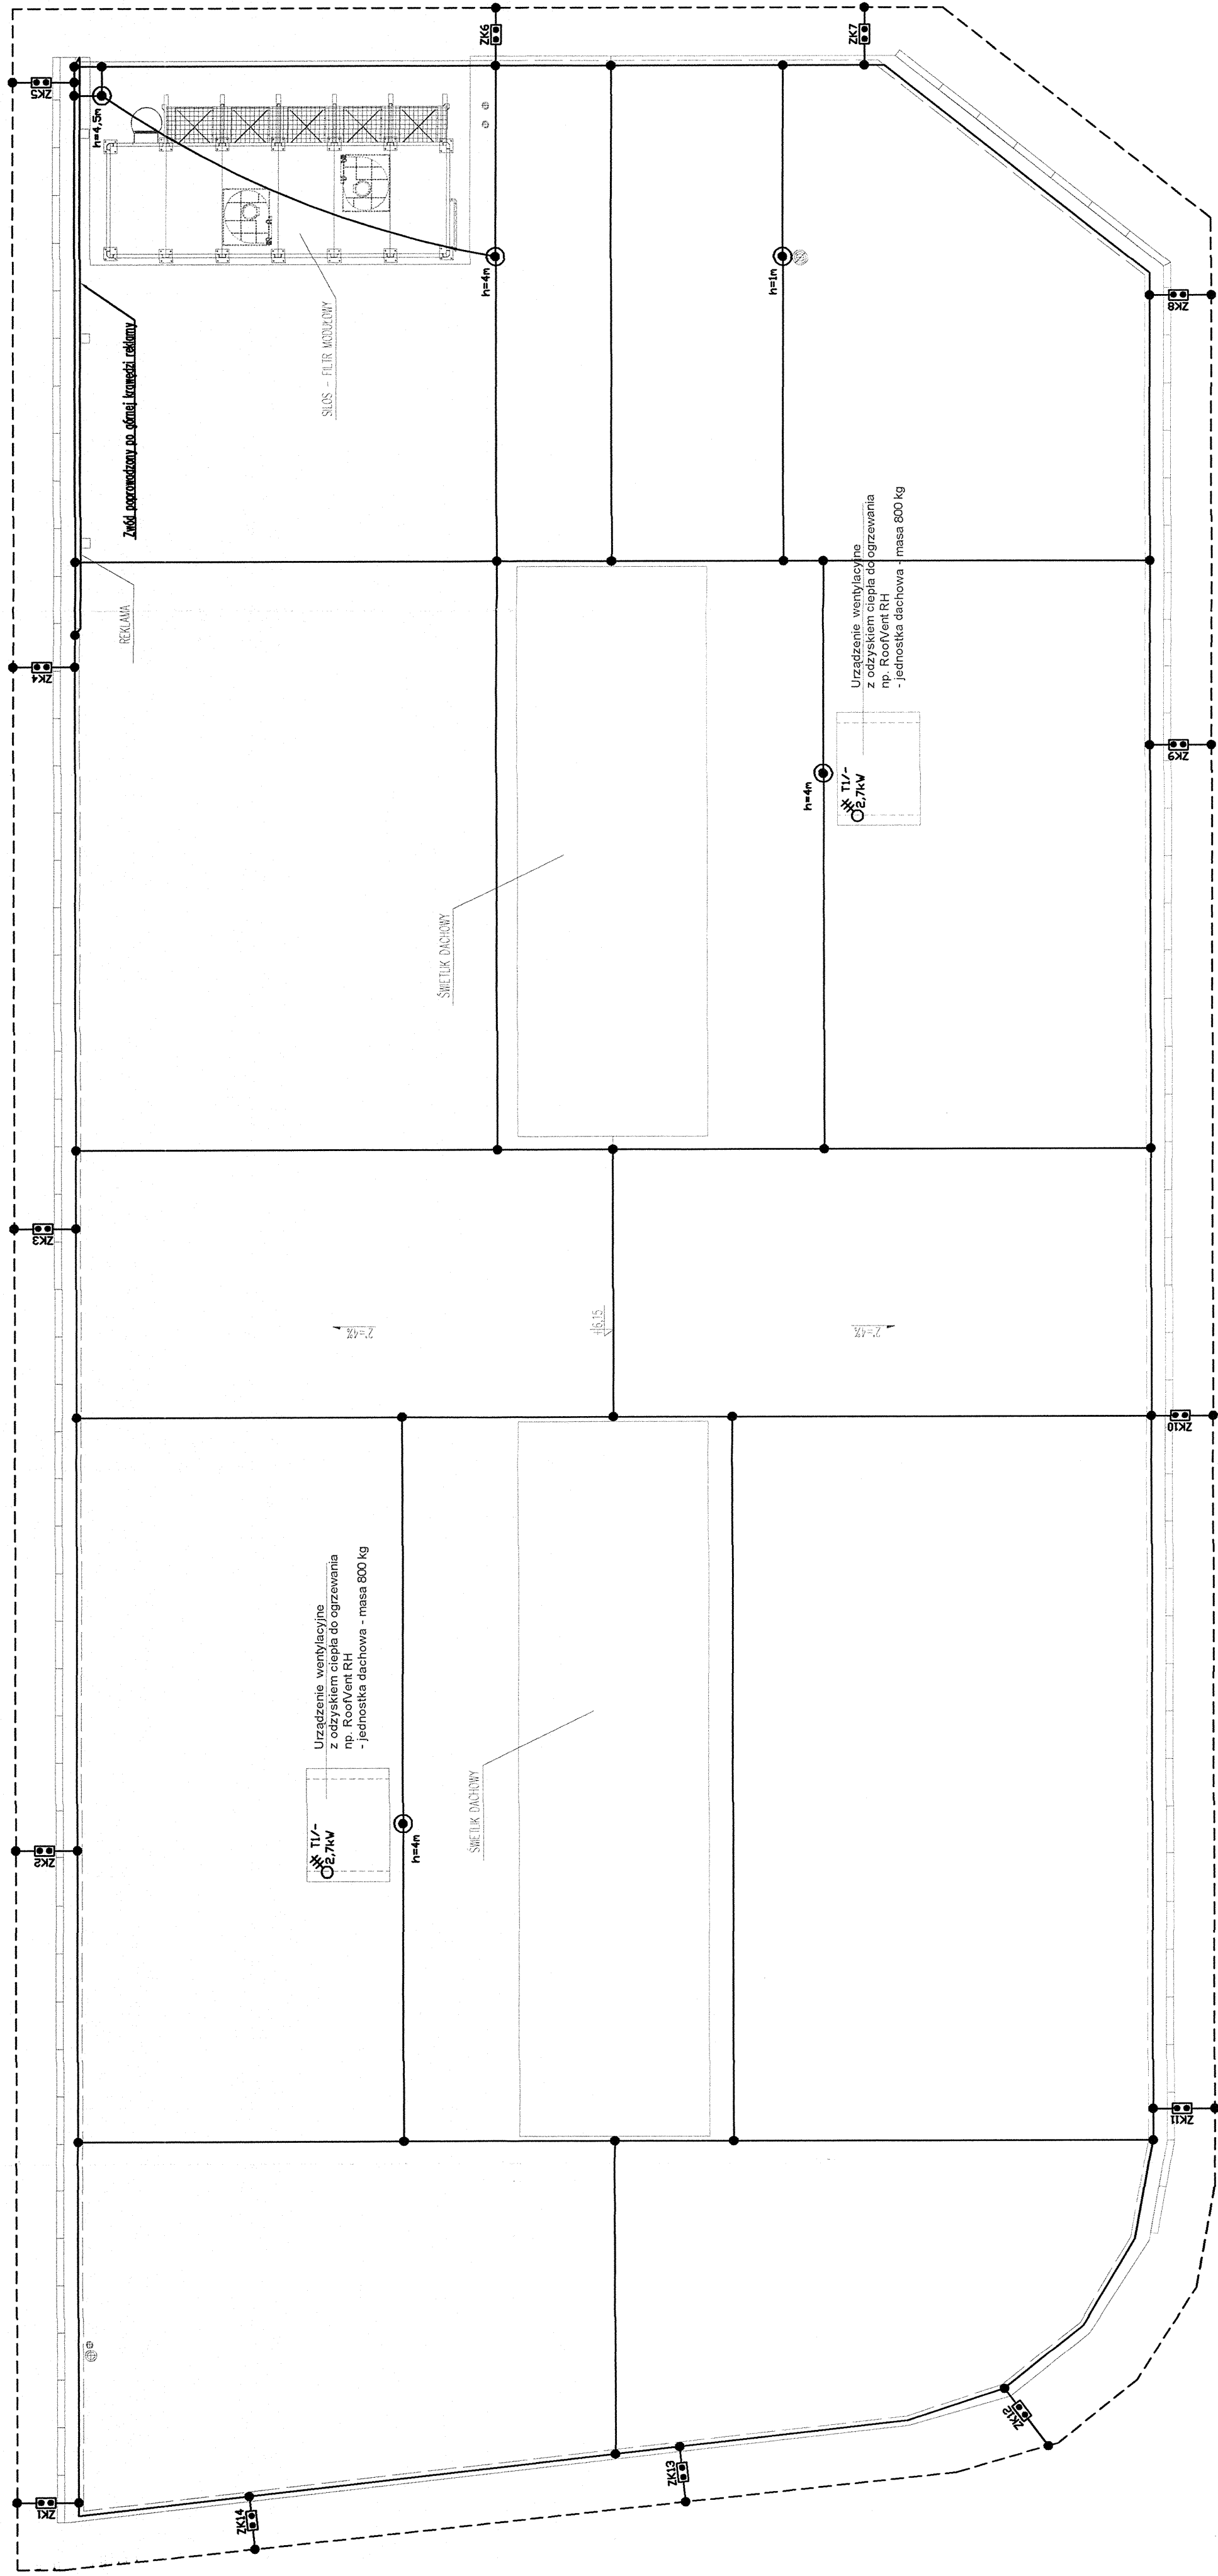 ZK6
ZK7
ZK5
h=4,5m
h=4m
h=1m
ZK8
SILOS - FILTR MODUŁOWY
Zwód poprowadzony po górnej krawędzi reklamy
REKLAMA
ZK4
Urządzenie wentylacyjne
z odzyskiem ciepła do ogrzewania
np. RoofVent RH
- jednostka dachowa - masa 800 kg
ZK9
h=4m
T1/-
2,7kW
ŚWIETLIK DACHOWY
ZK3
2°=4%
+6,15
2°=4%
ZK10
Urządzenie wentylacyjne
z odzyskiem ciepła do ogrzewania
np. RoofVent RH
- jednostka dachowa - masa 800 kg
ZK2
T1/-
2,7kW
h=4m
ŚWIETLIK DACHOWY
ZK11
ZK12
ZK13
ZK1
ZK14